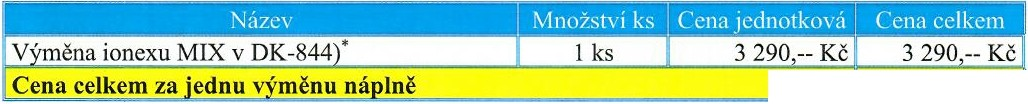 Název Množství ks Cena jednotková Cena celkem
Výměna ionexu MIX v DK-844)* 1 ks 3 290,-- Kč 3 290,-- Kč
Cena celkem za jednu výměnu náplně